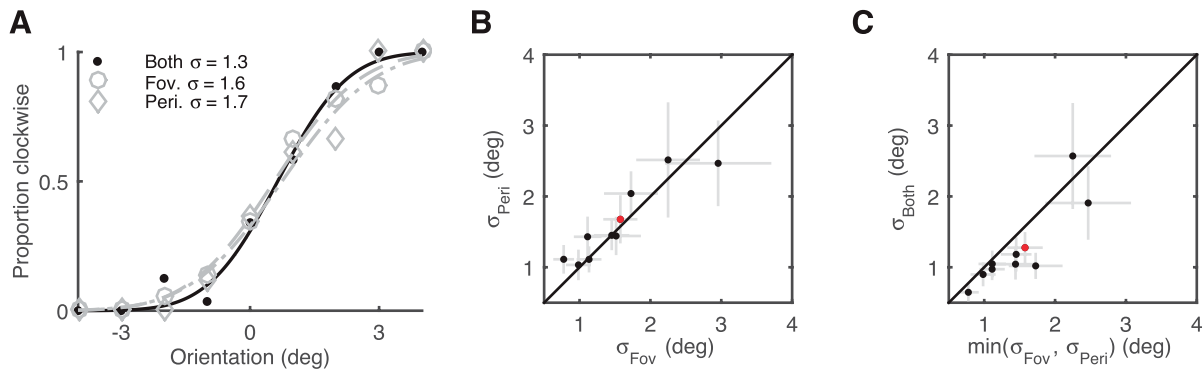 A
Proportion clockwise
1
0.5
0
-3
0
3
Orientation (deg)
Both σ = 1.3
Fov. σ = 1.6
Peri. σ = 1.7
B
σPeri (deg)
4
3
2
1
1
2
3
4
σFov (deg)
C
σBoth (deg)
4
3
2
1
1
2
3
4
min(σFov, σPeri) (deg)